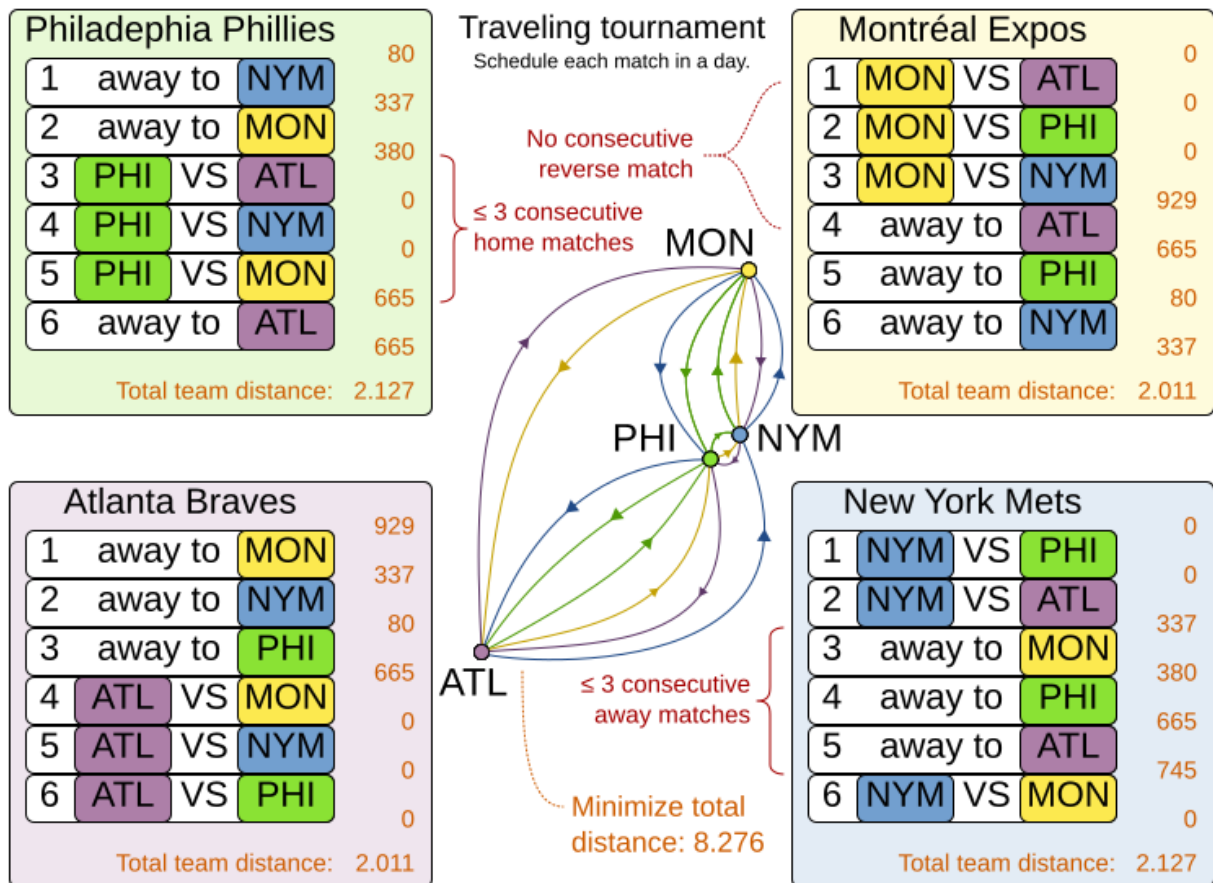 Philadephia Phillies
80
1 away to NYM
337
2 away to MON
380
3 PHI VS ATL
0
4 PHI VS NYM
0
5 PHI VS MON
665
6 away to ATL
665
Total team distance: 2.127
Traveling tournament
Schedule each match in a day.
No consecutive
reverse match
≤ 3 consecutive
home matches
Montréal Expos
0
1 MON VS ATL
0
2 MON VS PHI
0
3 MON VS NYM
929
4 away to ATL
665
5 away to PHI
80
6 away to NYM
337
Total team distance: 2.011
MON
PHI
NYM
ATL
Atlanta Braves
929
1 away to MON
337
2 away to NYM
80
3 away to PHI
665
4 ATL VS MON
0
5 ATL VS NYM
0
6 ATL VS PHI
0
Total team distance: 2.011
≤ 3 consecutive
away matches
Minimize total
distance: 8.276
New York Mets
0
1 NYM VS PHI
0
2 NYM VS ATL
337
3 away to MON
380
4 away to PHI
665
5 away to ATL
745
6 NYM VS MON
0
Total team distance: 2.127